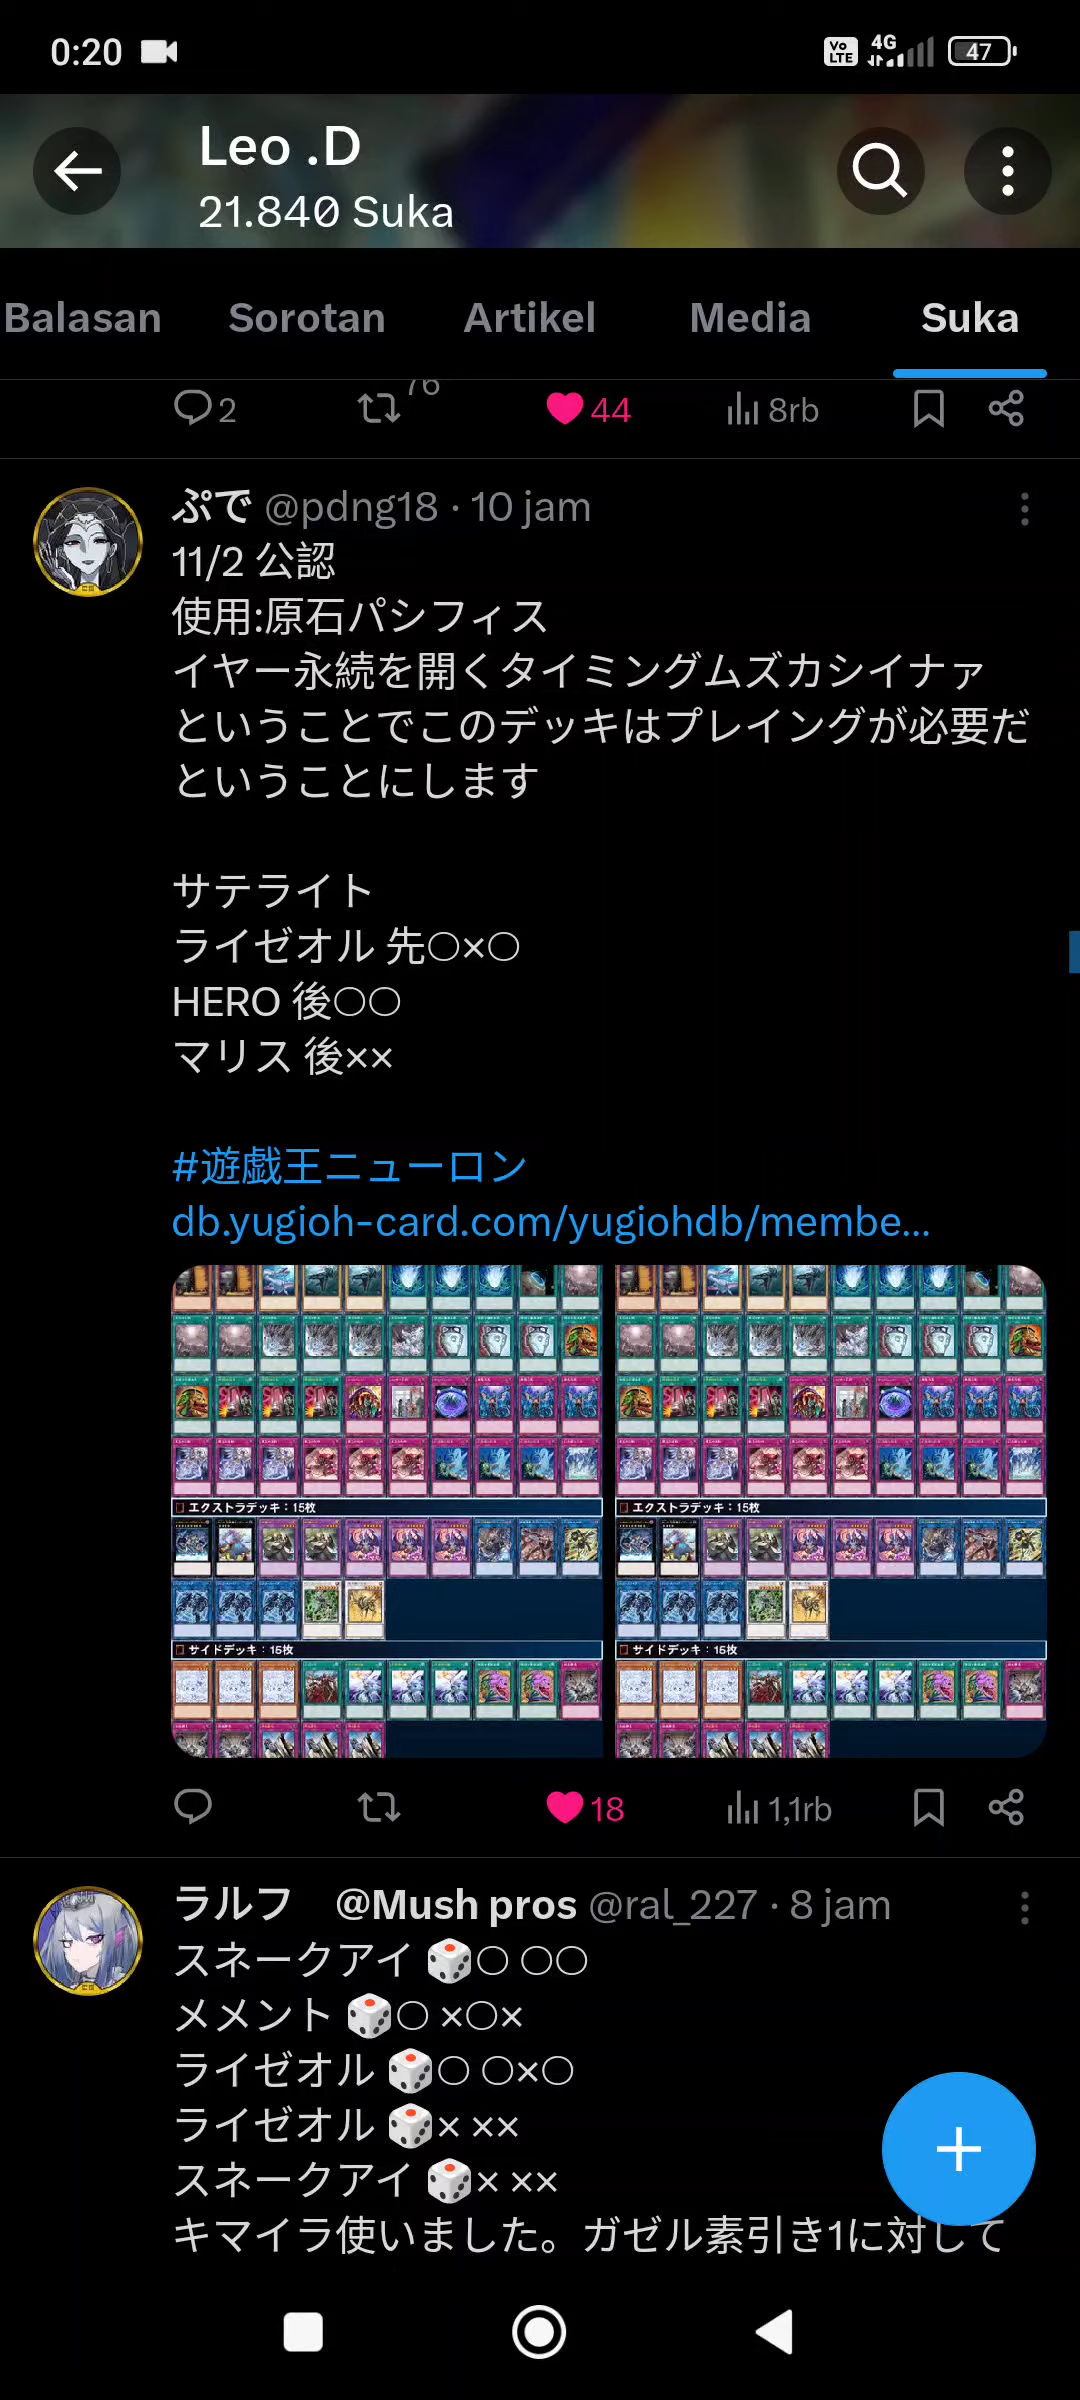 0:20
Vo LTE 4G 47
Leo .D
21.840 Suka
Balasan Sorotan Artikel Media Suka
2 76 44 8rb
ぷで @pdng18 · 10 jam
11/2 公認
使用:原石パシフィス
イヤー永続を開くタイミングムズカシイナァ
ということでこのデッキはプレイングが必要だ
ということにします
サテライト
ライゼオル 先○×○
HERO 後○○
マリス 後××
#遊戯王ニューロン
db.yugioh-card.com/yugiohdb/membe...
エクストラデッキ：15枚
サイドデッキ：15枚
エクストラデッキ：15枚
サイドデッキ：15枚
18 1,1rb
ラルフ　@Mush pros @ral_227 · 8 jam
スネークアイ 🎲○ ○○
メメント 🎲○ ×○×
ライゼオル 🎲○ ○×○
ライゼオル 🎲× ××
スネークアイ 🎲× ××
キマイラ使いました。ガゼル素引き1に対して